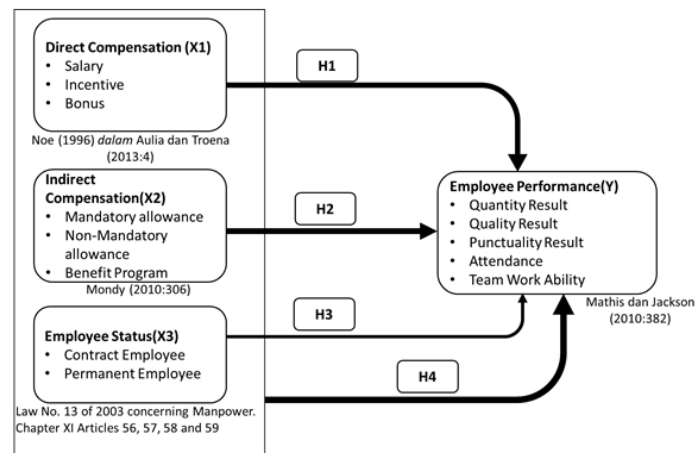 Direct Compensation (X1)
• Salary
• Incentive
• Bonus
Noe (1996) dalam Aulia dan Troena
(2013:4)
Indirect
Compensation(X2)
• Mandatory allowance
• Non-Mandatory
allowance
• Benefit Program
Mondy (2010:306)
Employee Status(X3)
• Contract Employee
• Permanent Employee
Law No. 13 of 2003 concerning Manpower.
Chapter XI Articles 56, 57, 58 and 59
H1
H2
H3
H4
Employee Performance(Y)
• Quantity Result
• Quality Result
• Punctuality Result
• Attendance
• Team Work Ability
Mathis dan Jackson
(2010:382)